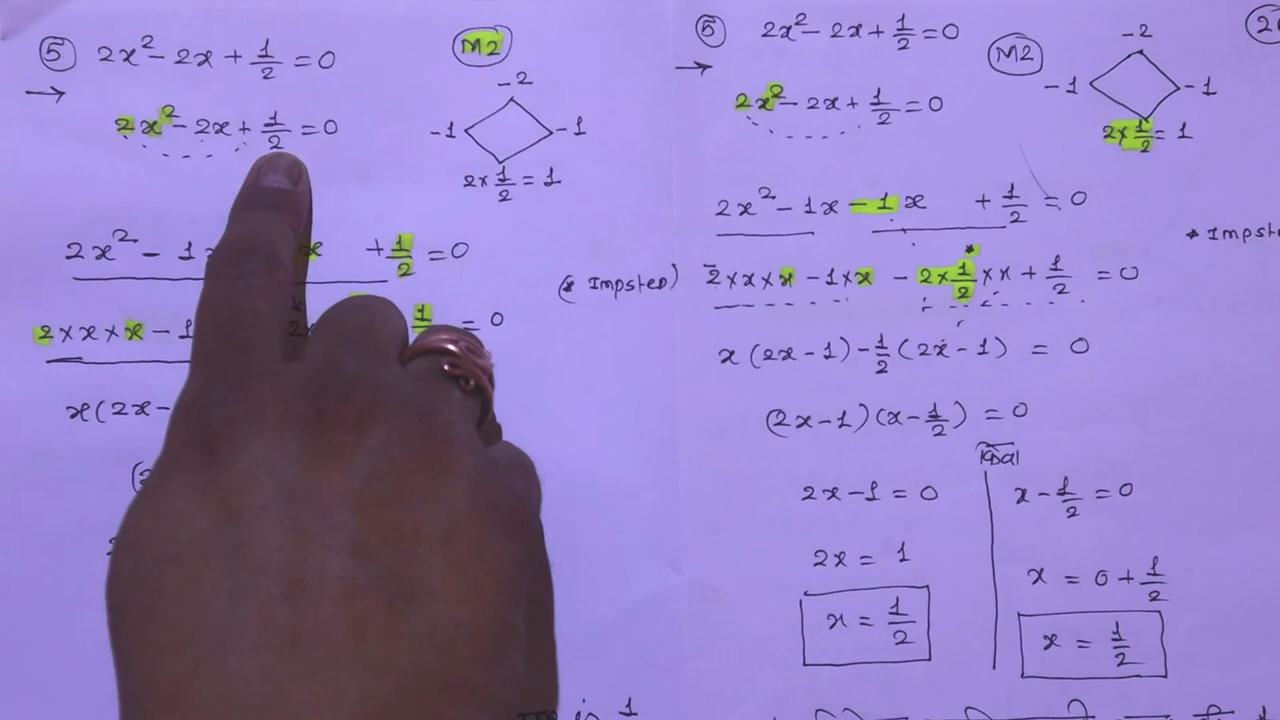 ⑤ 2x² - 2x + 1/2 = 0
M2
→
2x² - 2x + 1/2 = 0
-2
-1 -1
2 × 1/2 = 1
2x² - 1 x + 1/2 = 0
2 × x × x - 1 1/2 = 0
x(2x-
⑤ 2x² - 2x + 1/2 = 0
M2
→
2x² - 2x + 1/2 = 0
-2
-1 -1
2 × 1/2 = 1
2x² - 1x - 1x + 1/2 = 0
(* Impstep) 2 × x × x - 1 × x - 2 × 1/2 × x + 1/2 = 0
x(2x - 1) - 1/2(2x - 1) = 0
(2x - 1)(x - 1/2) = 0
2x - 1 = 0
x - 1/2 = 0
2x = 1
x = 0 + 1/2
x = 1/2
x = 1/2